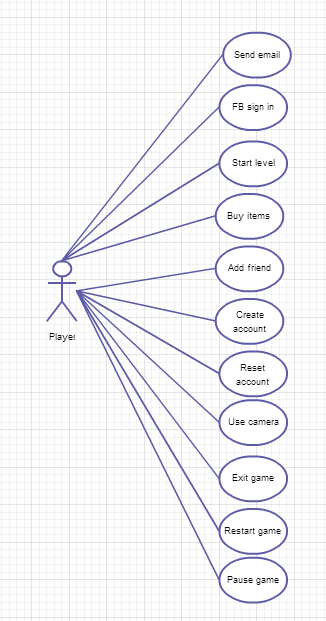 Send email
FB sign in
Start level
Buy items
Add friend
Player
Create
account
Reset
account
Use camera
Exit game
Restart game
Pause game